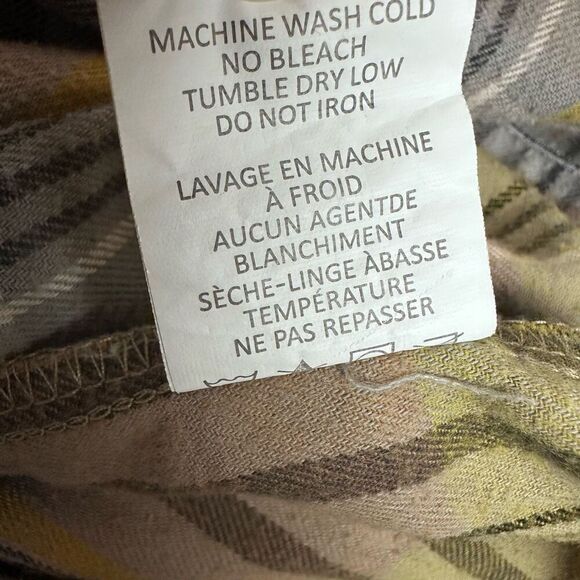 MACHINE WASH COLD
NO BLEACH
TUMBLE DRY LOW
DO NOT IRON
LAVAGE EN MACHINE
À FROID
AUCUN AGENTDE
BLANCHIMENT
SÈCHE-LINGE ÀBASSE
TEMPÉRATURE
NE PAS REPASSER